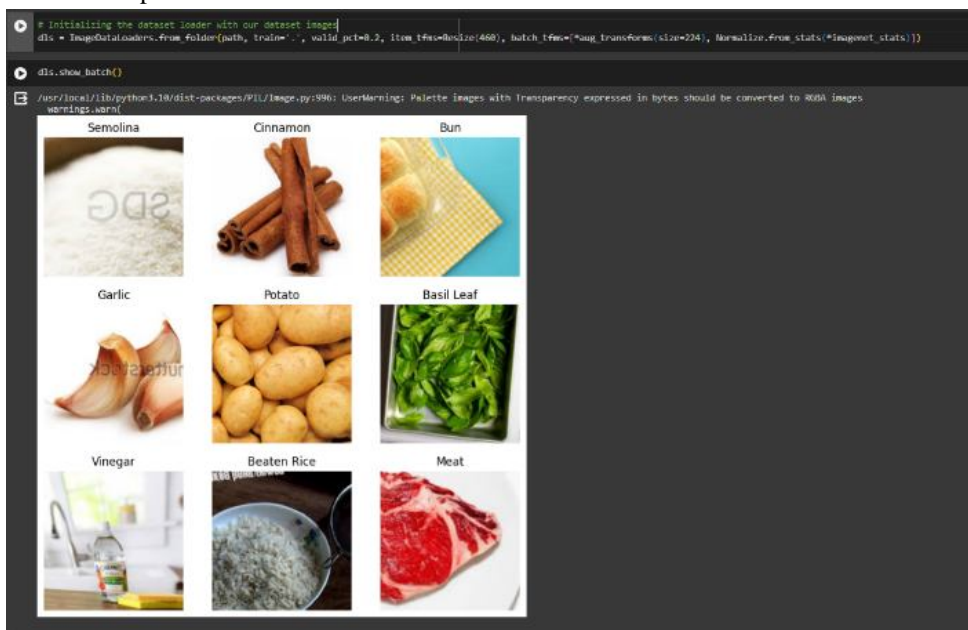 # Initializing the dataset loader with our dataset images
dls = ImageDataLoaders.from_folder(path, train='.', valid_pct=0.2, item_tfms=Resize(460), batch_tfms=[*aug_transforms(size=224), Normalize.from_stats(*imagenet_stats)])
dls.show_batch()
/usr/local/lib/python3.10/dist-packages/PIL/Image.py:996: UserWarning: Palette images with Transparency expressed in bytes should be converted to RGBA images
warnings.warn(
Semolina Cinnamon Bun
SDG
Garlic Potato Basil Leaf
utterstock
Vinegar Beaten Rice Meat